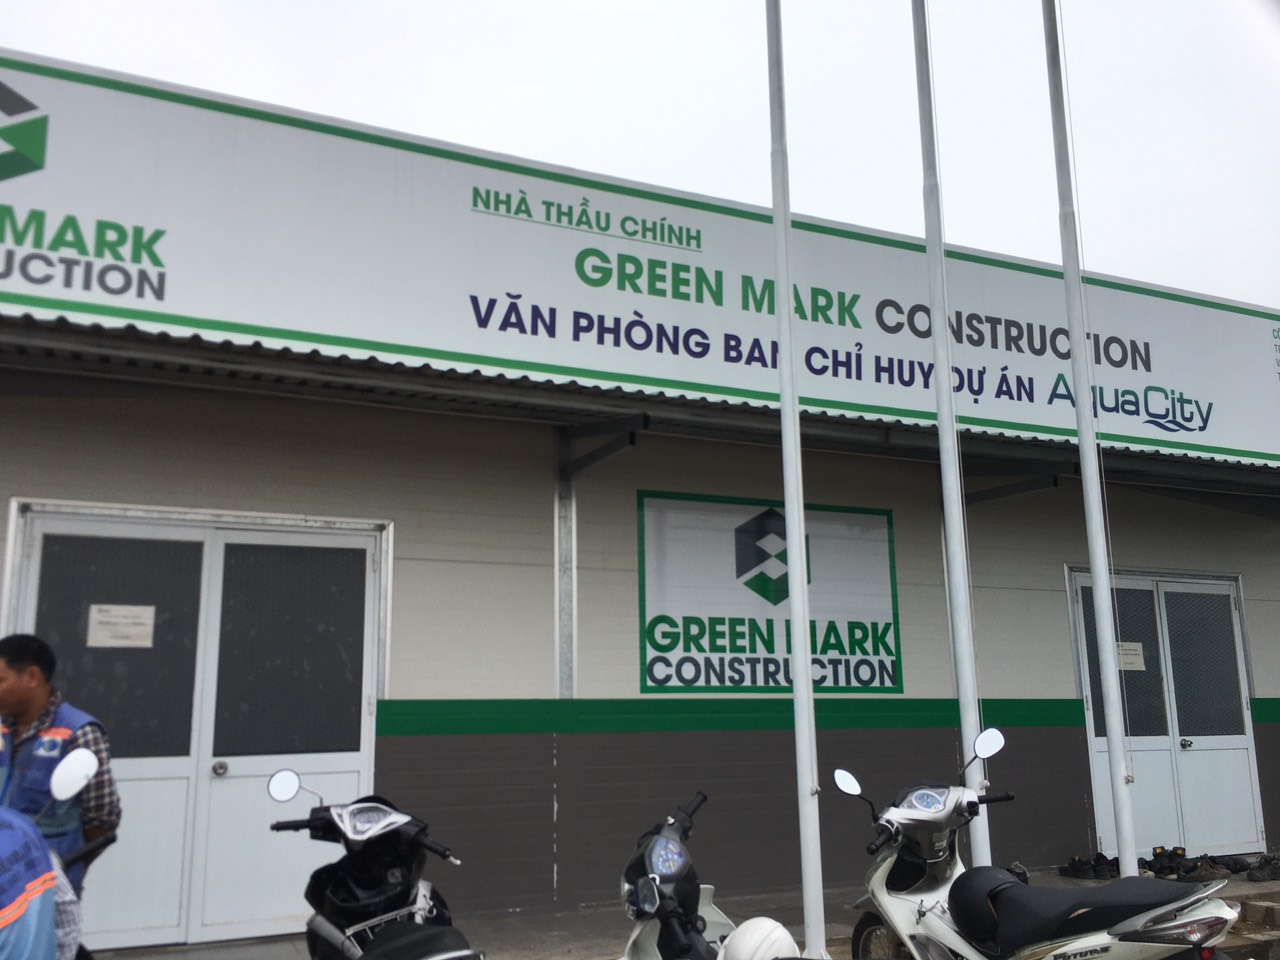 MARK
UCTION
NHÀ THẦU CHÍNH
GREEN MARK CONSTRUCTION
VĂN PHÒNG BAN CHỈ HUY DỰ ÁN AquaCity
GREEN MARK
CONSTRUCTION
FUTURE